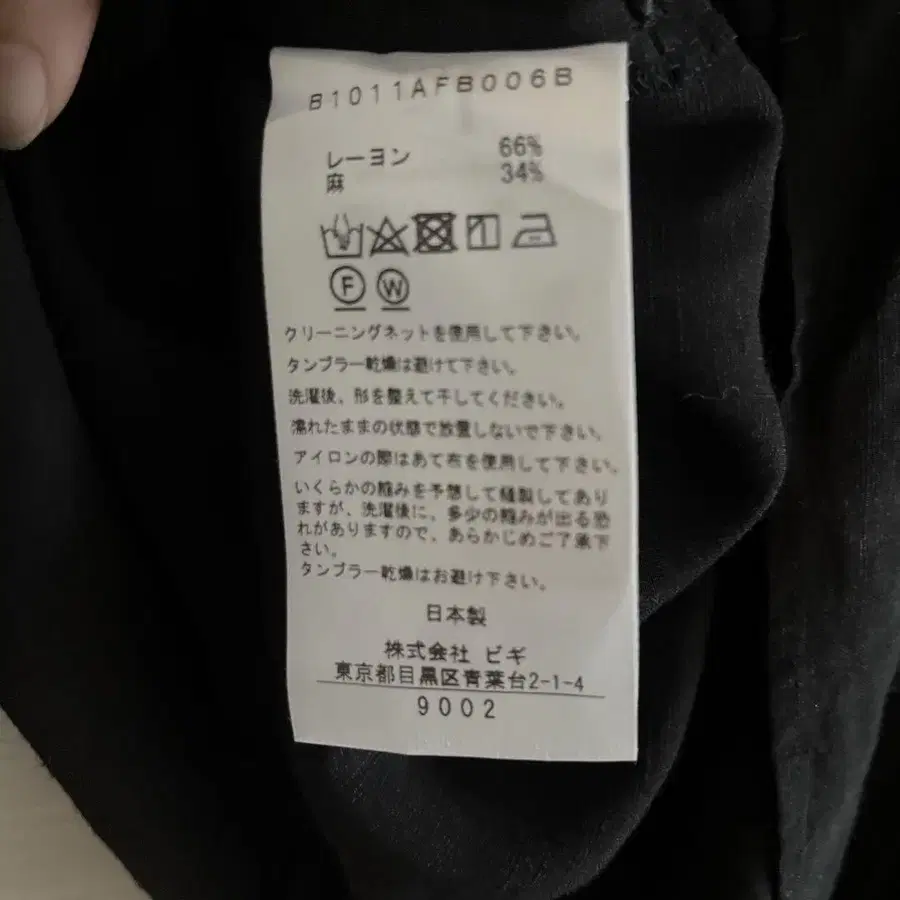 B1011AFB006B
レーヨン 66%
麻 34%
F W
クリーニングネットを使用して下さい。
タンブラー乾燥は避けて下さい。
洗濯後、形を整えて干してください。
濡れたままの状態で放置しないで下さい。
アイロンの際はあて布を使用して下さい。
いくらかの縮みを予想して縫製してあり
ますが、洗濯後に、多少の縮みが出る恐
れがありますので、あらかじめご了承下
さい。
タンブラー乾燥はお避け下さい。
日本製
株式会社 ビギ
東京都目黒区青葉台2-1-4
9002